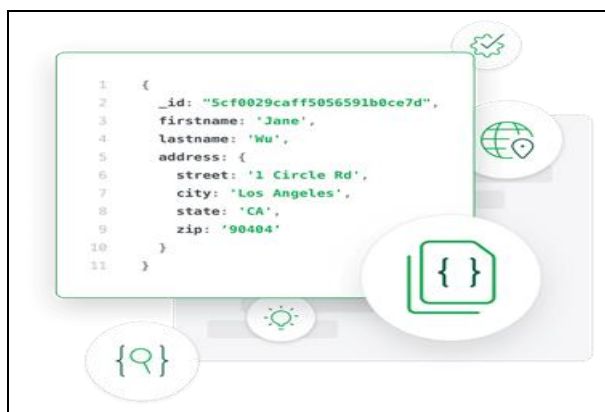 1 {
2 _id: "5cf0029caff5056591b0ce7d",
3 firstname: 'Jane',
4 lastname: 'Wu',
5 address: {
6 street: '1 Circle Rd',
7 city: 'Los Angeles',
8 state: 'CA',
9 zip: '90404'
10 }
11 }
{ }
{ }